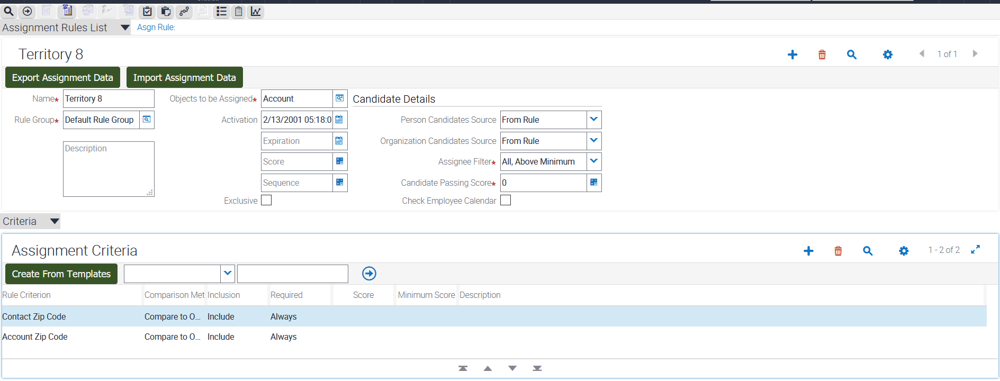 Assignment Rules List
Asgn Rule:
Territory 8
1 of 1
Export Assignment Data
Import Assignment Data
Name★ Territory 8
Objects to be Assigned★ Account
Candidate Details
Rule Group★ Default Rule Group
Activation 2/13/2001 05:18:0
Person Candidates Source From Rule
Expiration
Organization Candidates Source From Rule
Description
Score
Assignee Filter★ All, Above Minimum
Sequence
Candidate Passing Score★ 0
Exclusive
Check Employee Calendar
Criteria
Assignment Criteria
1 - 2 of 2
Create From Templates
Rule Criterion Comparison Met Inclusion Required Score Minimum Score Description
Contact Zip Code Compare to O... Include Always
Account Zip Code Compare to O... Include Always